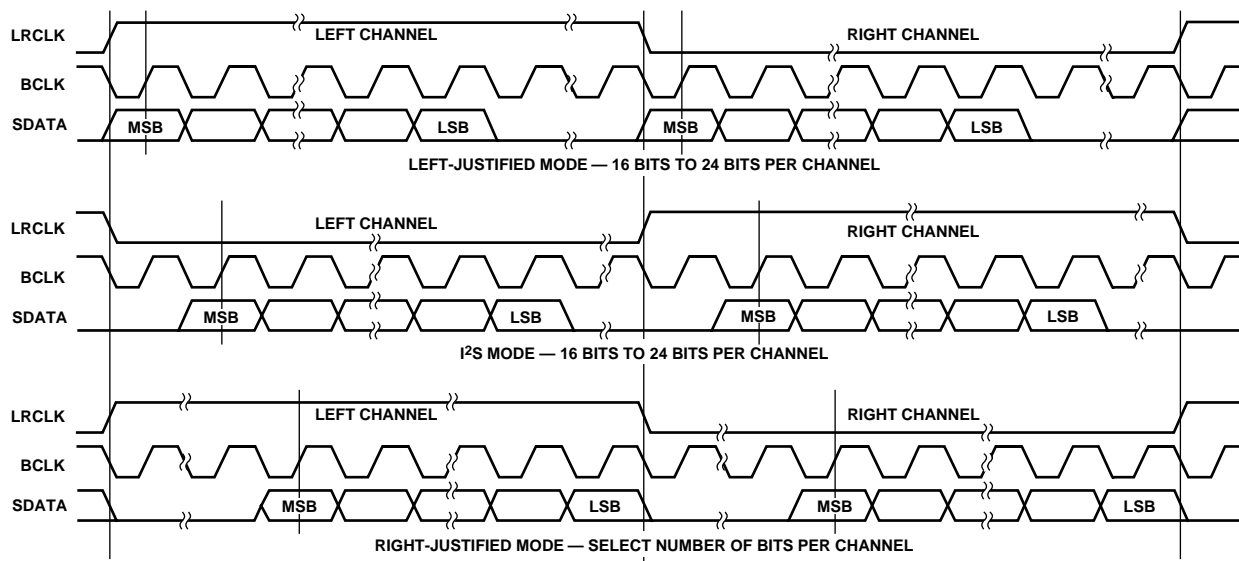 LRCLK LEFT CHANNEL RIGHT CHANNEL
BCLK
SDATA MSB LSB MSB LSB
LEFT-JUSTIFIED MODE — 16 BITS TO 24 BITS PER CHANNEL
LRCLK LEFT CHANNEL RIGHT CHANNEL
BCLK
SDATA MSB LSB MSB LSB
I²S MODE — 16 BITS TO 24 BITS PER CHANNEL
LRCLK LEFT CHANNEL RIGHT CHANNEL
BCLK
SDATA MSB LSB MSB LSB
RIGHT-JUSTIFIED MODE — SELECT NUMBER OF BITS PER CHANNEL